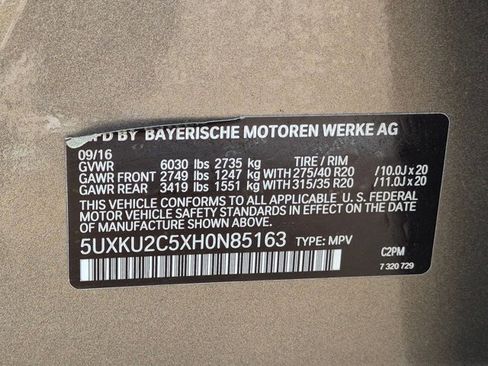 MFD BY BAYERISCHE MOTOREN WERKE AG
09/16
GVWR 6030 lbs 2735 kg TIRE / RIM
GAWR FRONT 2749 lbs 1247 kg WITH 275/40 R20 /10.0J x 20
GAWR REAR 3419 lbs 1551 kg WITH 315/35 R20 /11.0J x 20
THIS VEHICLE CONFORMS TO ALL APPLICABLE U. S. FEDERAL
MOTOR VEHICLE SAFETY STANDARDS IN EFFECT ON THE
DATE OF MANUFACTURE SHOWN ABOVE.
5UXKU2C5XH0N85163 TYPE: MPV
C2PM
7 320 729